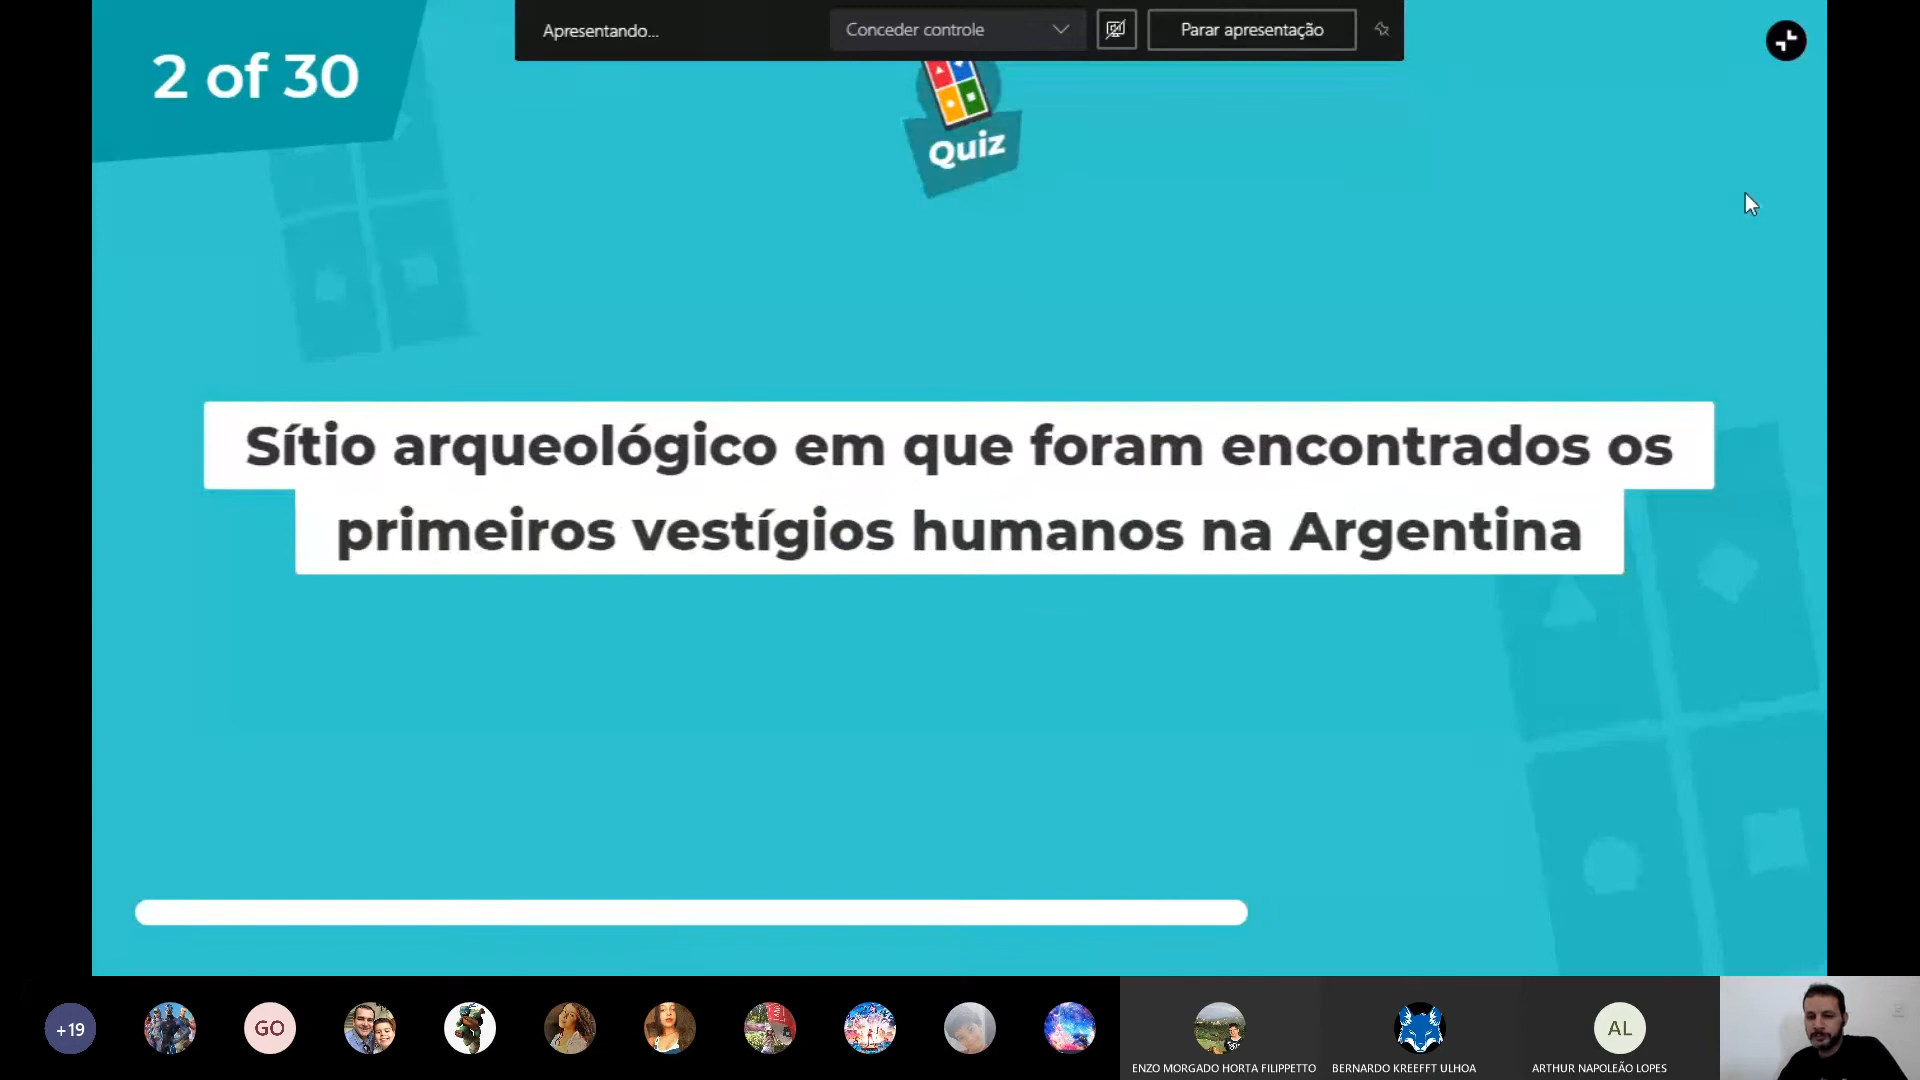 Apresentando...
Conceder controle
Parar apresentação
2 of 30
Quiz
Sítio arqueológico em que foram encontrados os
primeiros vestígios humanos na Argentina
+19
GO
AL
ENZO MORGADO HORTA FILIPPETTO
BERNARDO KREEFFT ULHOA
ARTHUR NAPOLEÃO LOPES